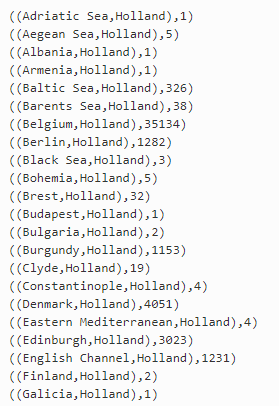 ((Adriatic Sea,Holland),1)
((Aegean Sea,Holland),5)
((Albania,Holland),1)
((Armenia,Holland),1)
((Baltic Sea,Holland),326)
((Barents Sea,Holland),38)
((Belgium,Holland),35134)
((Berlin,Holland),1282)
((Black Sea,Holland),3)
((Bohemia,Holland),5)
((Brest,Holland),32)
((Budapest,Holland),1)
((Bulgaria,Holland),2)
((Burgundy,Holland),1153)
((Clyde,Holland),19)
((Constantinople,Holland),4)
((Denmark,Holland),4051)
((Eastern Mediterranean,Holland),4)
((Edinburgh,Holland),3023)
((English Channel,Holland),1231)
((Finland,Holland),2)
((Galicia,Holland),1)